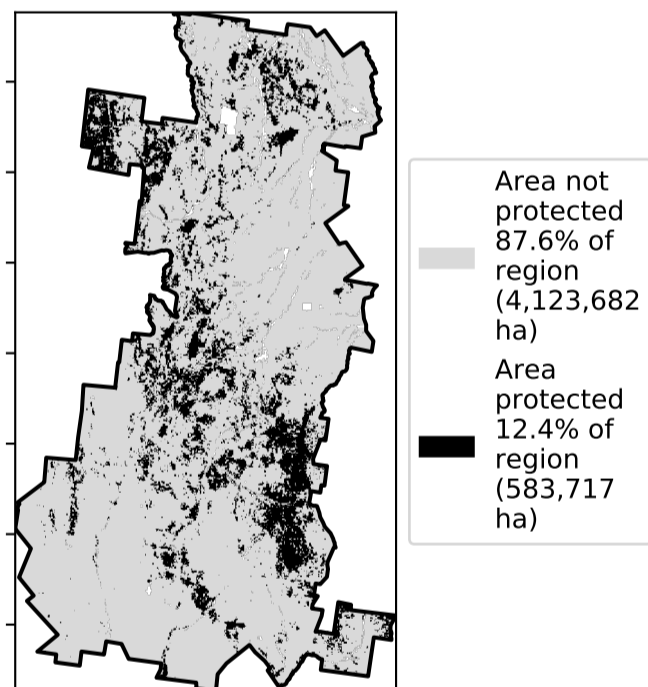 Area not
protected
87.6% of
region
(4,123,682
ha)
Area
protected
12.4% of
region
(583,717
ha)